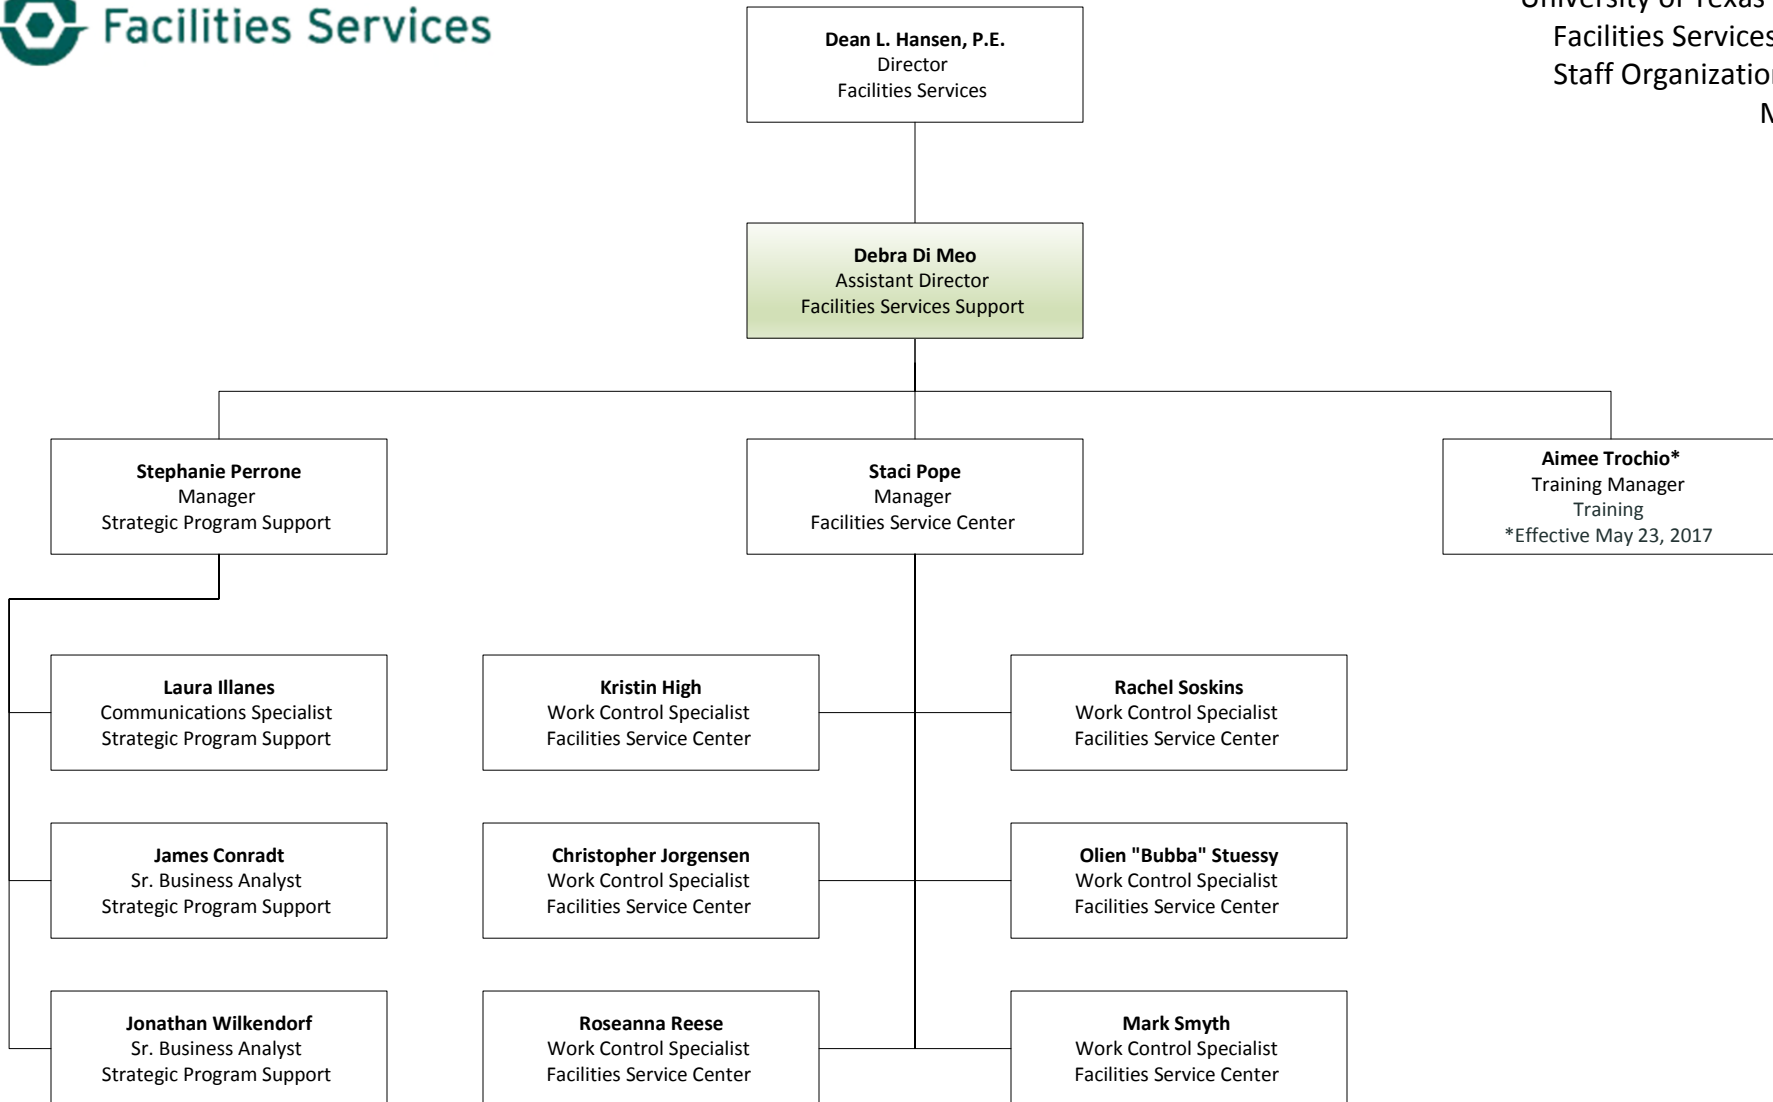 Facilities Services
University of Texas
Facilities Services
Staff Organization
Dean L. Hansen, P.E.
Director
Facilities Services
Debra Di Meo
Assistant Director
Facilities Services Support
Stephanie Perrone
Manager
Strategic Program Support
Staci Pope
Manager
Facilities Service Center
Aimee Trochio*
Training Manager
Training
*Effective May 23, 2017
Laura Illanes
Communications Specialist
Strategic Program Support
Kristin High
Work Control Specialist
Facilities Service Center
Rachel Soskins
Work Control Specialist
Facilities Service Center
James Conradt
Sr. Business Analyst
Strategic Program Support
Christopher Jorgensen
Work Control Specialist
Facilities Service Center
Olien "Bubba" Stuessy
Work Control Specialist
Facilities Service Center
Jonathan Wilkendorf
Sr. Business Analyst
Strategic Program Support
Roseanna Reese
Work Control Specialist
Facilities Service Center
Mark Smyth
Work Control Specialist
Facilities Service Center